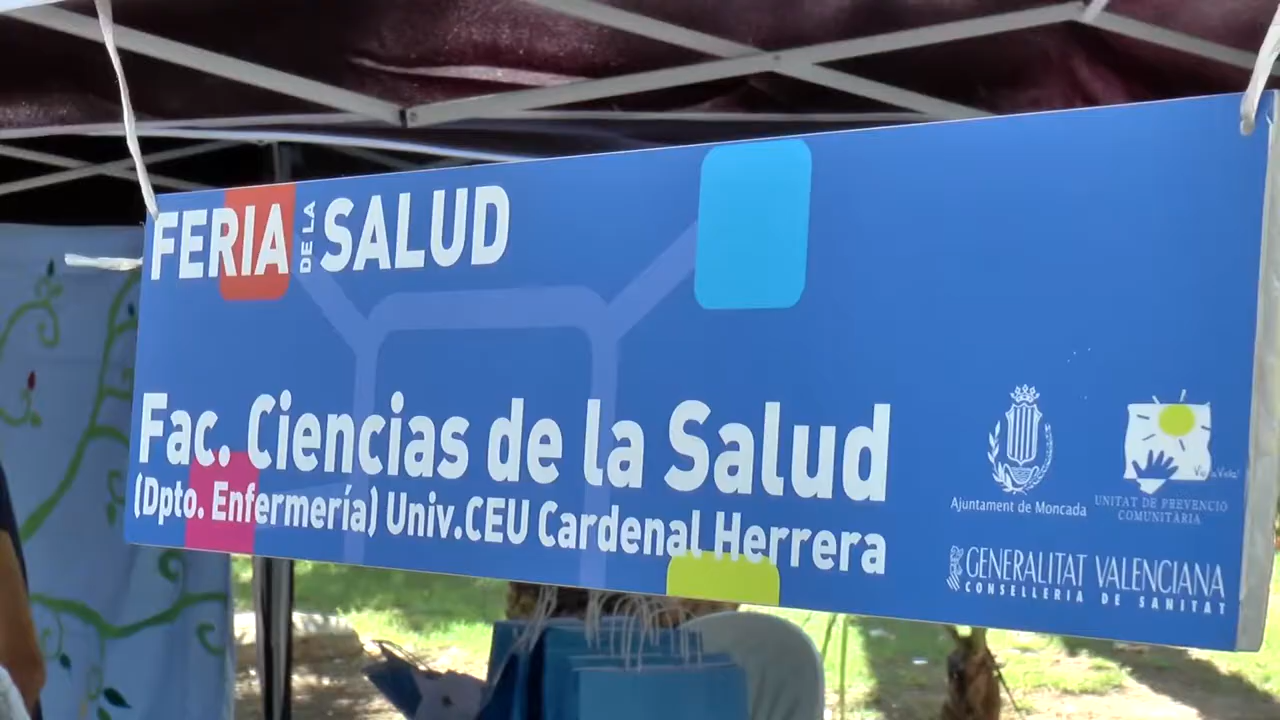 FERIA DE LA SALUD
Fac. Ciencias de la Salud
(Dpto. Enfermería) Univ.CEU Cardenal Herrera
Ajuntament de Moncada
UNITAT DE PREVENCIÓ
COMUNITÀRIA
GENERALITAT VALENCIANA
CONSELLERIA DE SANITAT